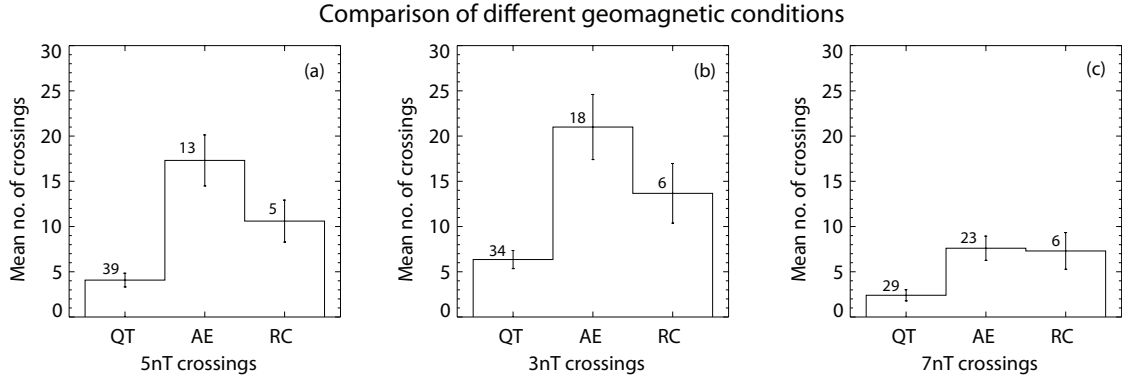 Comparison of different geomagnetic conditions
Mean no. of crossings
30
25
20
15
10
5
0
(a)
39
13
5
QT AE RC
5nT crossings
Mean no. of crossings
30
25
20
15
10
5
0
(b)
34
18
6
QT AE RC
3nT crossings
Mean no. of crossings
30
25
20
15
10
5
0
(c)
29
23
6
QT AE RC
7nT crossings